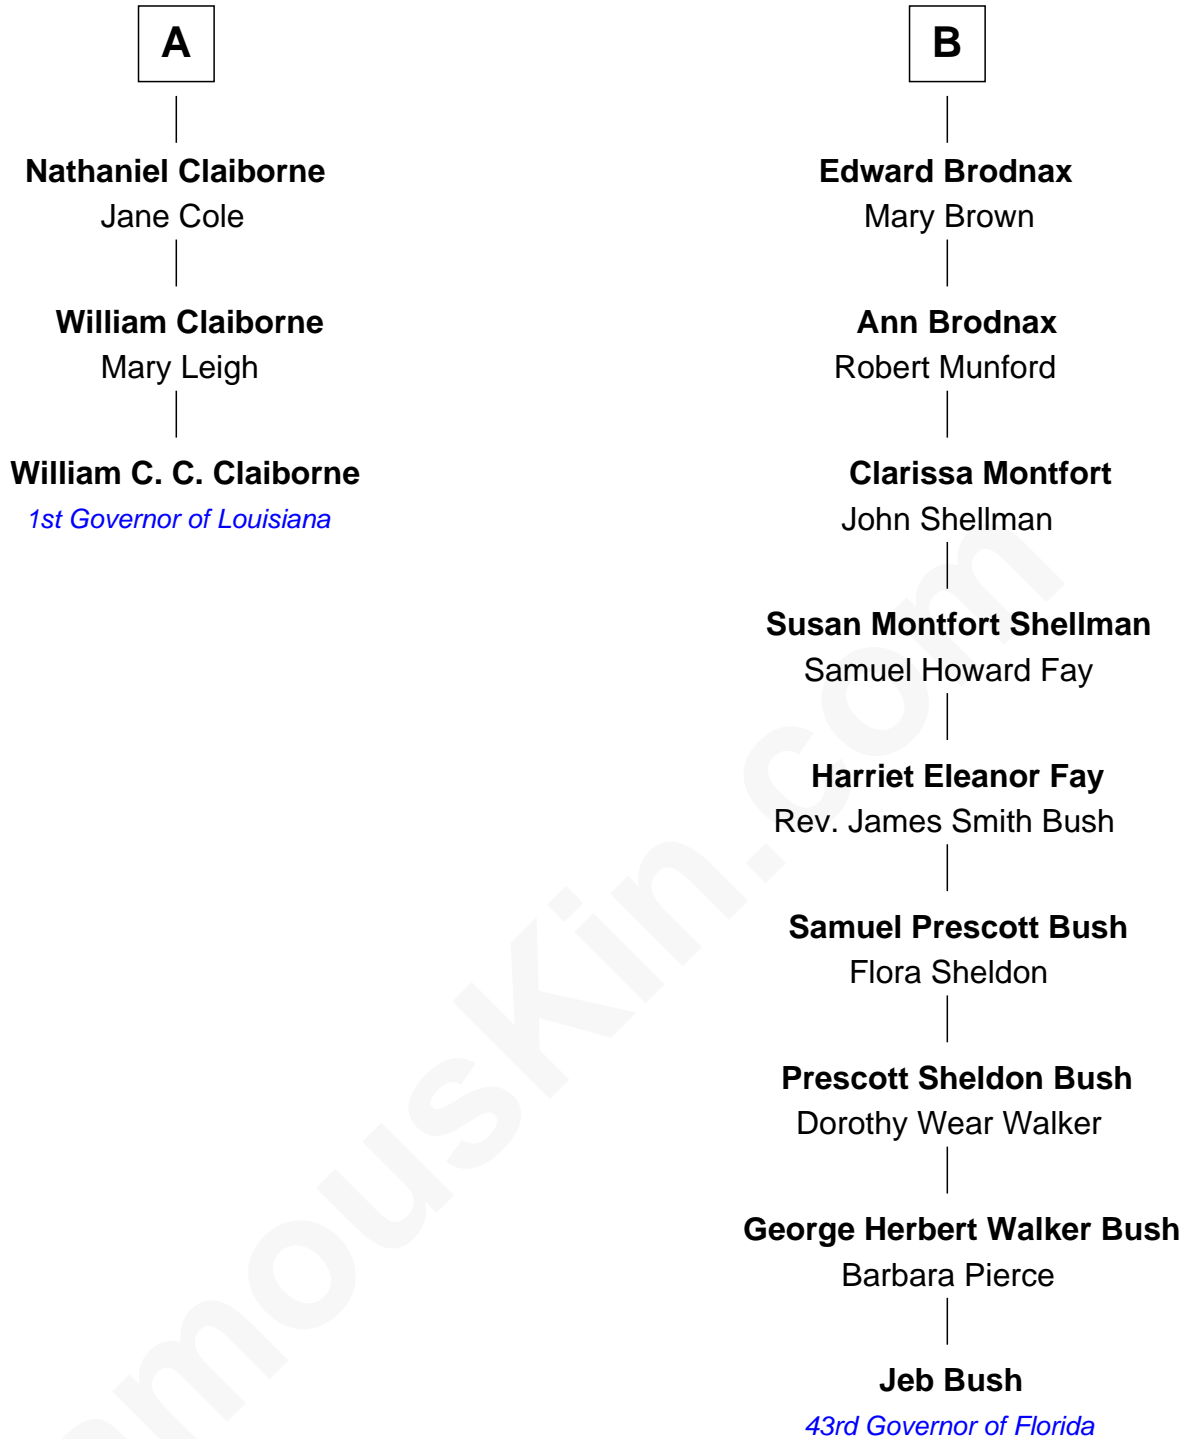 A
Nathaniel Claiborne
Jane Cole
William Claiborne
Mary Leigh
William C. C. Claiborne
1st Governor of Louisiana
B
Edward Brodnax
Mary Brown
Ann Brodnax
Robert Munford
Clarissa Montfort
John Shellman
Susan Montfort Shellman
Samuel Howard Fay
Harriet Eleanor Fay
Rev. James Smith Bush
Samuel Prescott Bush
Flora Sheldon
Prescott Sheldon Bush
Dorothy Wear Walker
George Herbert Walker Bush
Barbara Pierce
Jeb Bush
43rd Governor of Florida
amousKin.com